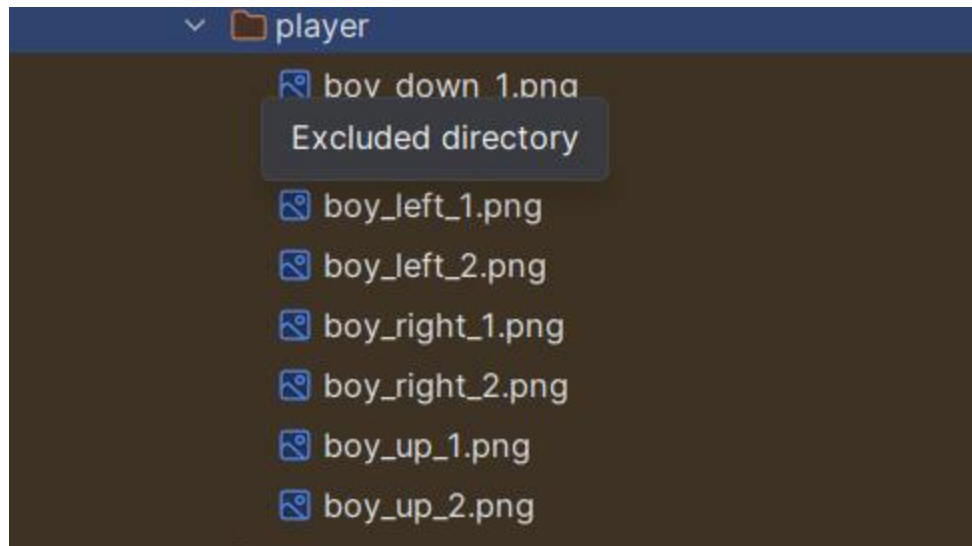 player
boy_down_1.png
Excluded directory
boy_left_1.png
boy_left_2.png
boy_right_1.png
boy_right_2.png
boy_up_1.png
boy_up_2.png